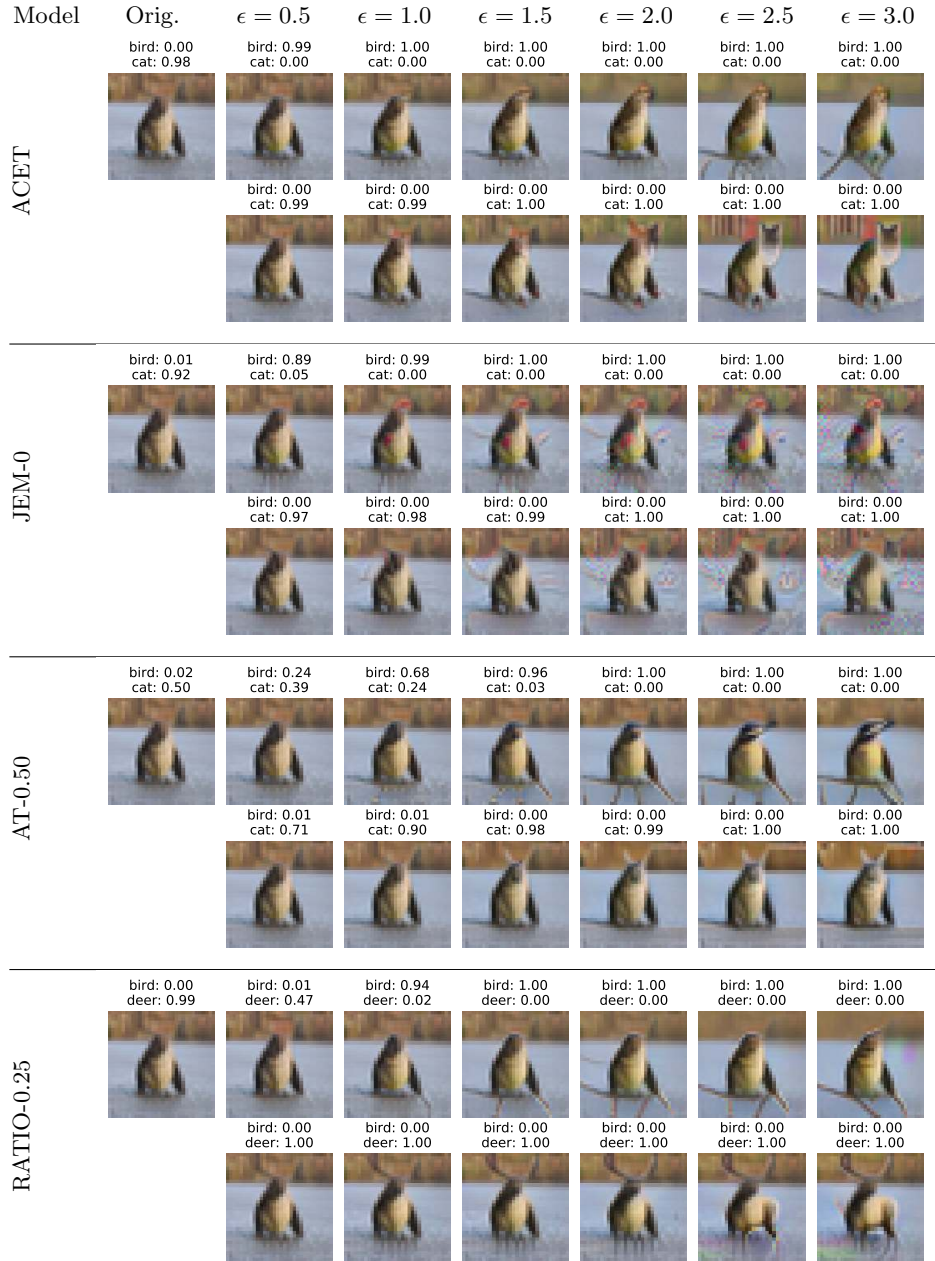 Model Orig. ϵ = 0.5 ϵ = 1.0 ϵ = 1.5 ϵ = 2.0 ϵ = 2.5 ϵ = 3.0
ACET
bird: 0.00 bird: 0.99 bird: 1.00 bird: 1.00 bird: 1.00 bird: 1.00 bird: 1.00
cat: 0.98 cat: 0.00 cat: 0.00 cat: 0.00 cat: 0.00 cat: 0.00 cat: 0.00
bird: 0.00 bird: 0.00 bird: 0.00 bird: 0.00 bird: 0.00 bird: 0.00
cat: 0.99 cat: 0.99 cat: 1.00 cat: 1.00 cat: 1.00 cat: 1.00
JEM-0
bird: 0.01 bird: 0.89 bird: 0.99 bird: 1.00 bird: 1.00 bird: 1.00 bird: 1.00
cat: 0.92 cat: 0.05 cat: 0.00 cat: 0.00 cat: 0.00 cat: 0.00 cat: 0.00
bird: 0.00 bird: 0.00 bird: 0.00 bird: 0.00 bird: 0.00 bird: 0.00
cat: 0.97 cat: 0.98 cat: 0.99 cat: 1.00 cat: 1.00 cat: 1.00
AT-0.50
bird: 0.02 bird: 0.24 bird: 0.68 bird: 0.96 bird: 1.00 bird: 1.00 bird: 1.00
cat: 0.50 cat: 0.39 cat: 0.24 cat: 0.03 cat: 0.00 cat: 0.00 cat: 0.00
bird: 0.01 bird: 0.01 bird: 0.00 bird: 0.00 bird: 0.00 bird: 0.00
cat: 0.71 cat: 0.90 cat: 0.98 cat: 0.99 cat: 1.00 cat: 1.00
RATIO-0.25
bird: 0.00 bird: 0.01 bird: 0.94 bird: 1.00 bird: 1.00 bird: 1.00 bird: 1.00
deer: 0.99 deer: 0.47 deer: 0.02 deer: 0.00 deer: 0.00 deer: 0.00 deer: 0.00
bird: 0.00 bird: 0.00 bird: 0.00 bird: 0.00 bird: 0.00 bird: 0.00
deer: 1.00 deer: 1.00 deer: 1.00 deer: 1.00 deer: 1.00 deer: 1.00